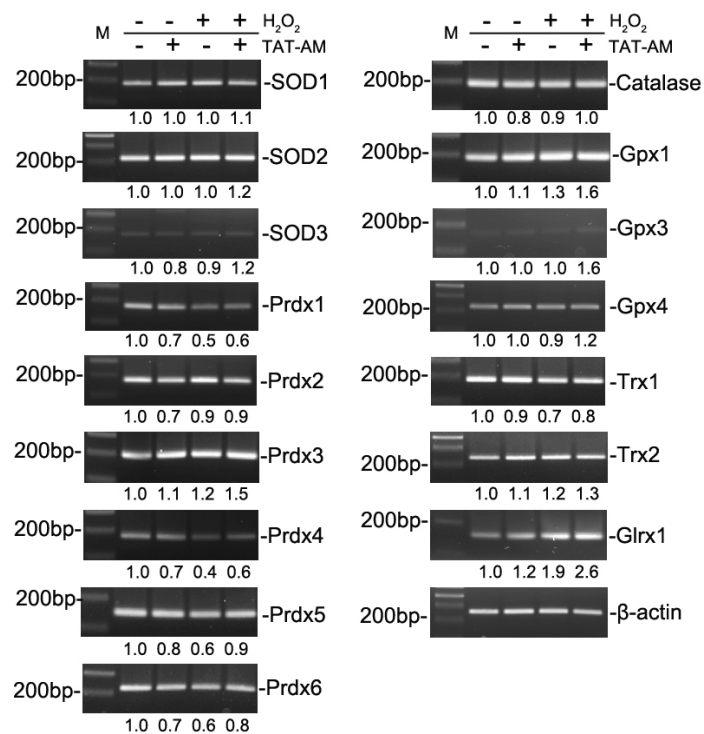 M - - + + H₂O₂
- + - + TAT-AM
200bp- -SOD1
1.0 1.0 1.0 1.1
200bp- -SOD2
1.0 1.0 1.0 1.2
200bp- -SOD3
1.0 0.8 0.9 1.2
200bp- -Prdx1
1.0 0.7 0.5 0.6
200bp- -Prdx2
1.0 0.7 0.9 0.9
200bp- -Prdx3
1.0 1.1 1.2 1.5
200bp- -Prdx4
1.0 0.7 0.4 0.6
200bp- -Prdx5
1.0 0.8 0.6 0.9
200bp- -Prdx6
1.0 0.7 0.6 0.8
M - - + + H₂O₂
- + - + TAT-AM
200bp- -Catalase
1.0 0.8 0.9 1.0
200bp- -Gpx1
1.0 1.1 1.3 1.6
200bp- -Gpx3
1.0 1.0 1.0 1.6
200bp- -Gpx4
1.0 1.0 0.9 1.2
200bp- -Trx1
1.0 0.9 0.7 0.8
200bp- -Trx2
1.0 1.1 1.2 1.3
200bp- -Glrx1
1.0 1.2 1.9 2.6
200bp- -β-actin